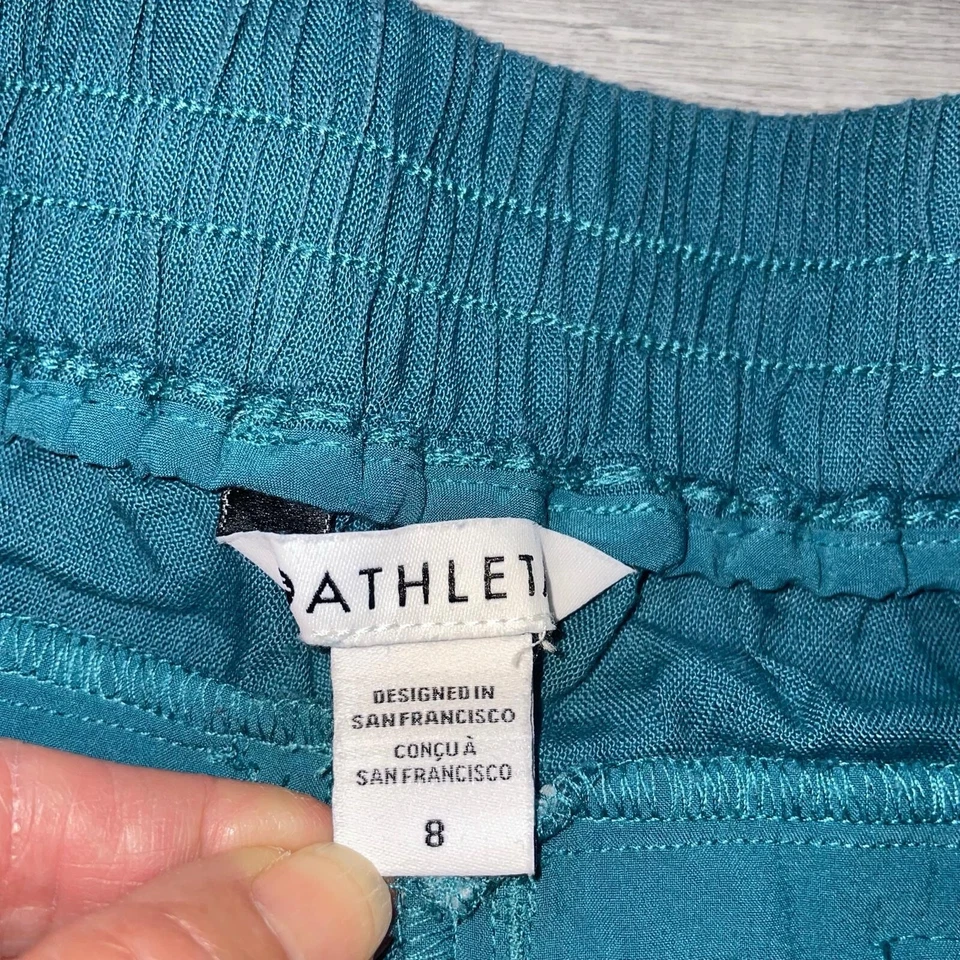 ATHLETA
DESIGNED IN
SAN FRANCISCO
CONÇU À
SAN FRANCISCO
8